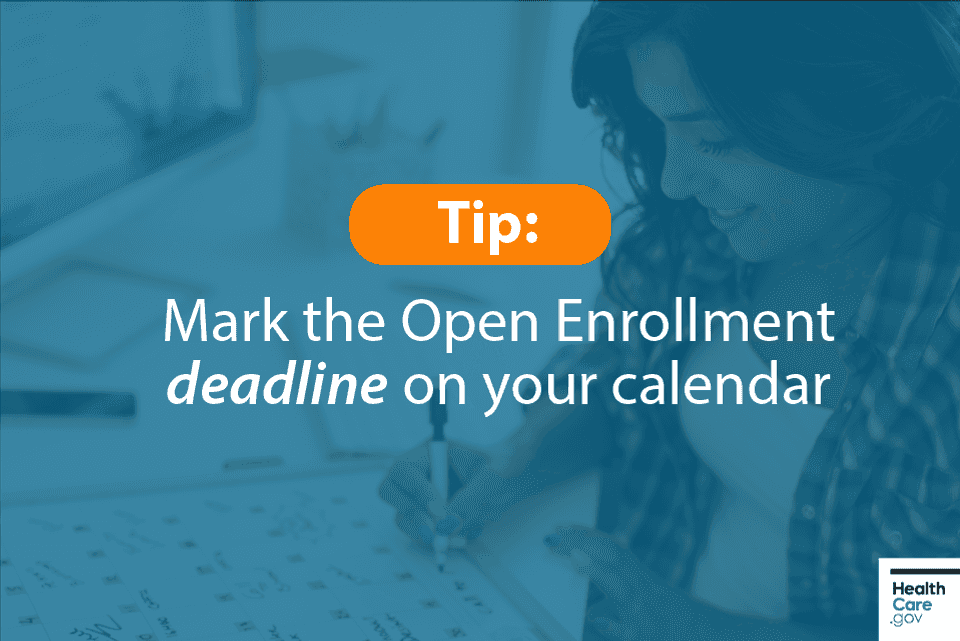 Tip:
Mark the Open Enrollment
deadline on your calendar
Health
Care
.gov